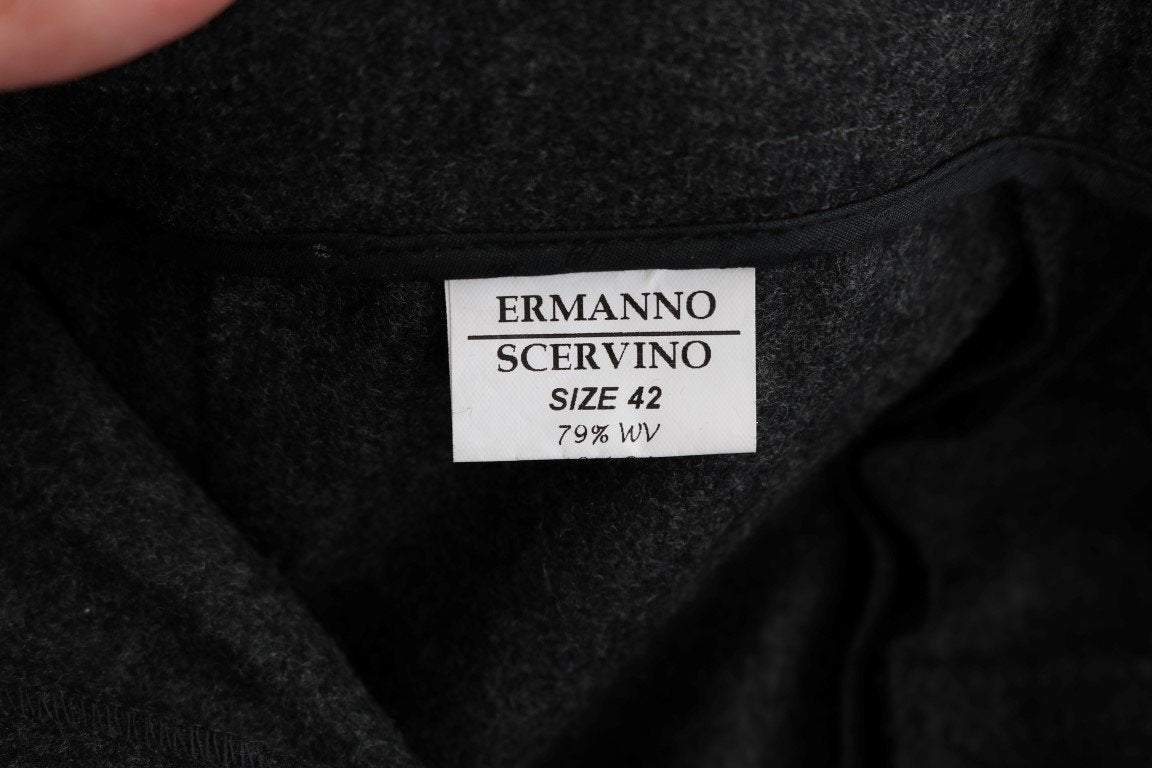 ERMANNO
SCERVINO
SIZE 42
79% WV